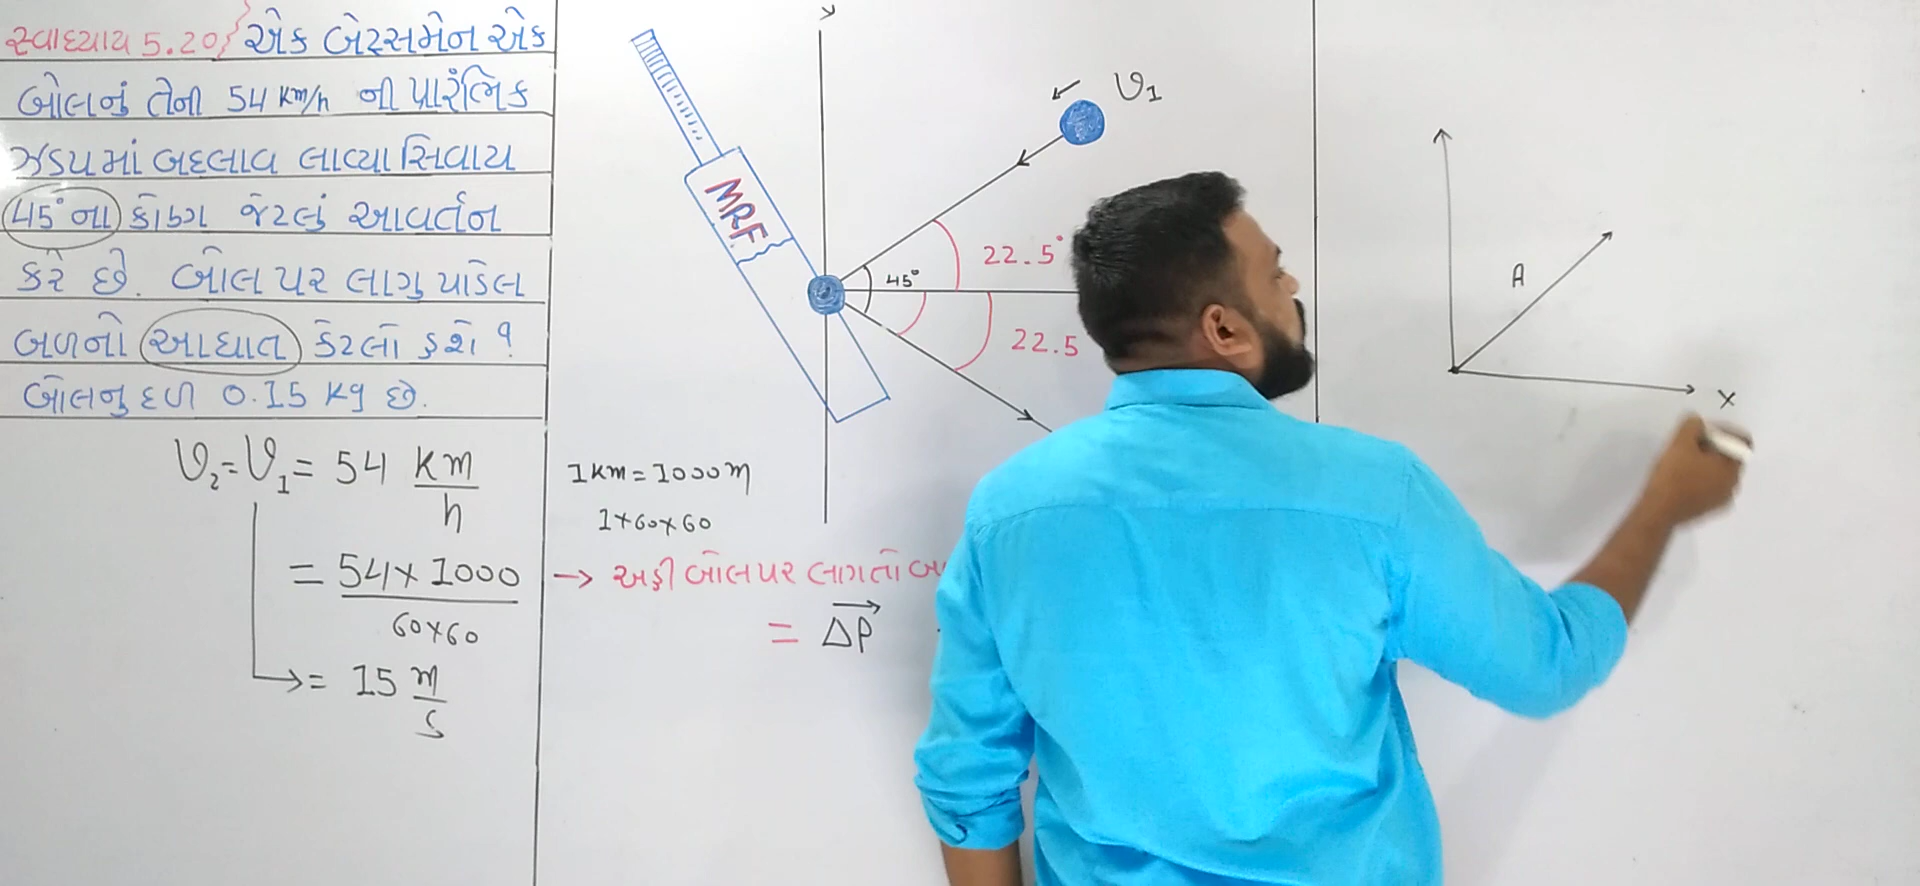 સ્વાધ્યાય 5.20} એક બેટ્સમેન એક
બોલનું તેની 54 km/h ની પ્રારંભિક
ઝડપમાં બદલાવ લાવ્યા સિવાય
45° ના કોણ જેટલું આવર્તન
કરે છે. બોલ પર લાગુ પાડેલ
બળનો આઘાત કેટલો હશે ?
બોલનુ દળ 0.15 kg છે.
V₂ = V₁ = 54 km/h
= 54 × 1000 / 60×60
= 15 m/s
MRF
V₁
22.5°
45°
22.5
1 km = 1000 m
1×60×60
→ અહી બોલ પર લાગતો
= ΔP
A
X